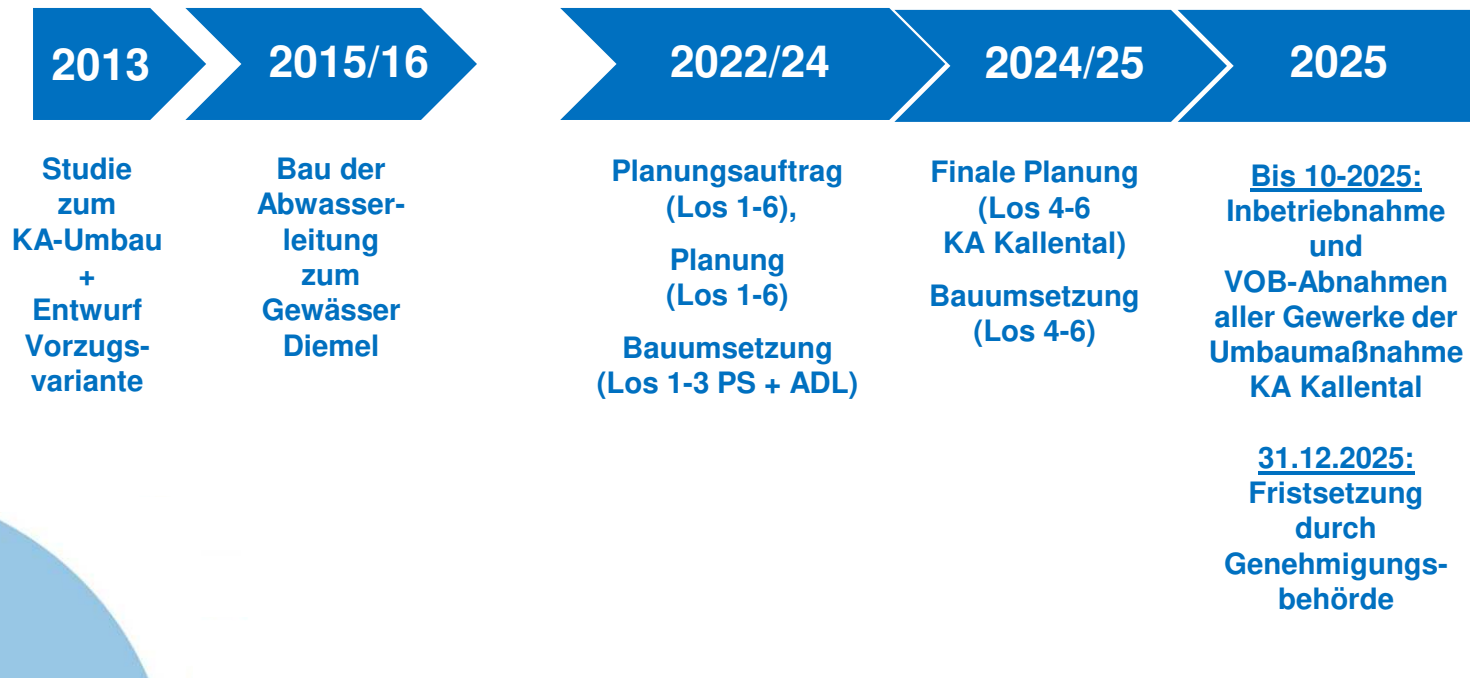 2013
2015/16
2022/24
2024/25
2025
Studie
zum
KA-Umbau
+
Entwurf
Vorzugs-
variante
Bau der
Abwasser-
leitung
zum
Gewässer
Diemel
Planungsauftrag
(Los 1-6),
Planung
(Los 1-6)
Bauumsetzung
(Los 1-3 PS + ADL)
Finale Planung
(Los 4-6
KA Kallental)
Bauumsetzung
(Los 4-6)
Bis 10-2025:
Inbetriebnahme
und
VOB-Abnahmen
aller Gewerke der
Umbaumaßnahme
KA Kallental
31.12.2025:
Fristsetzung
durch
Genehmigungs-
behörde